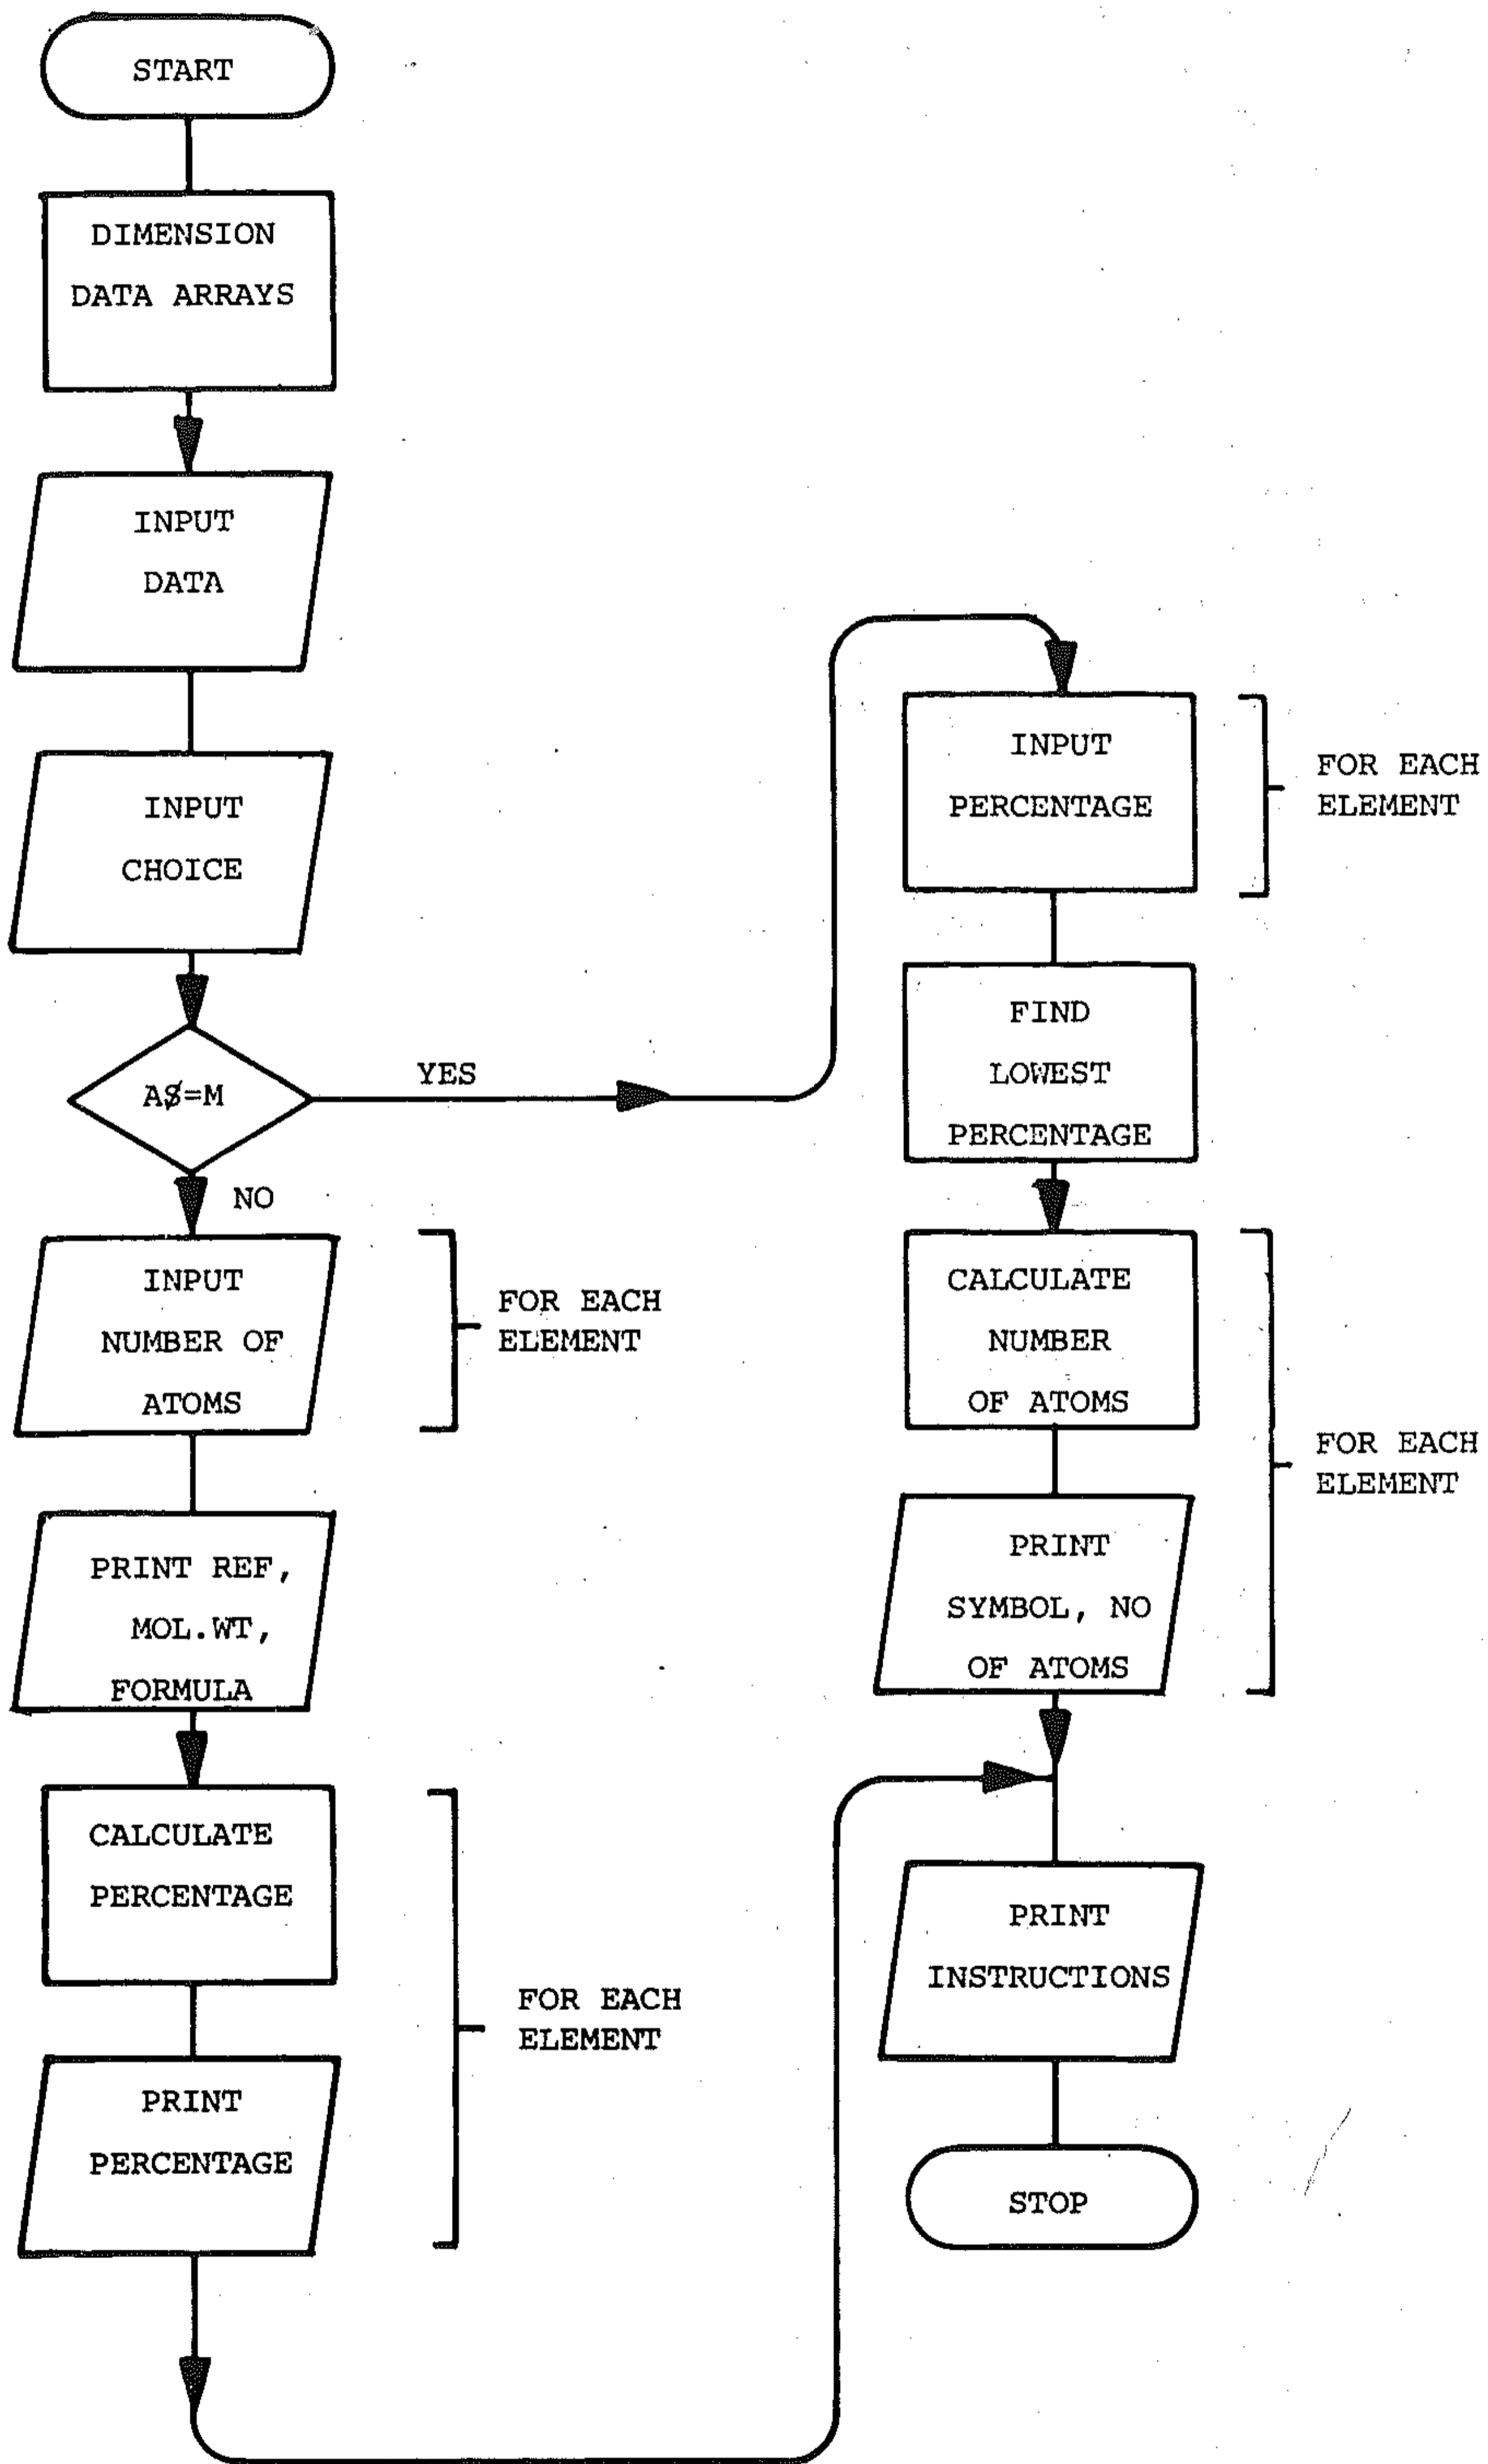 START
DIMENSION
DATA ARRAYS
INPUT
DATA
INPUT
CHOICE
A$=M
YES
NO
INPUT
NUMBER OF
ATOMS
FOR EACH
ELEMENT
PRINT REF,
MOL.WT,
FORMULA
CALCULATE
PERCENTAGE
PRINT
PERCENTAGE
FOR EACH
ELEMENT
INPUT
PERCENTAGE
FOR EACH
ELEMENT
FIND
LOWEST
PERCENTAGE
CALCULATE
NUMBER
OF ATOMS
PRINT
SYMBOL, NO
OF ATOMS
FOR EACH
ELEMENT
PRINT
INSTRUCTIONS
STOP